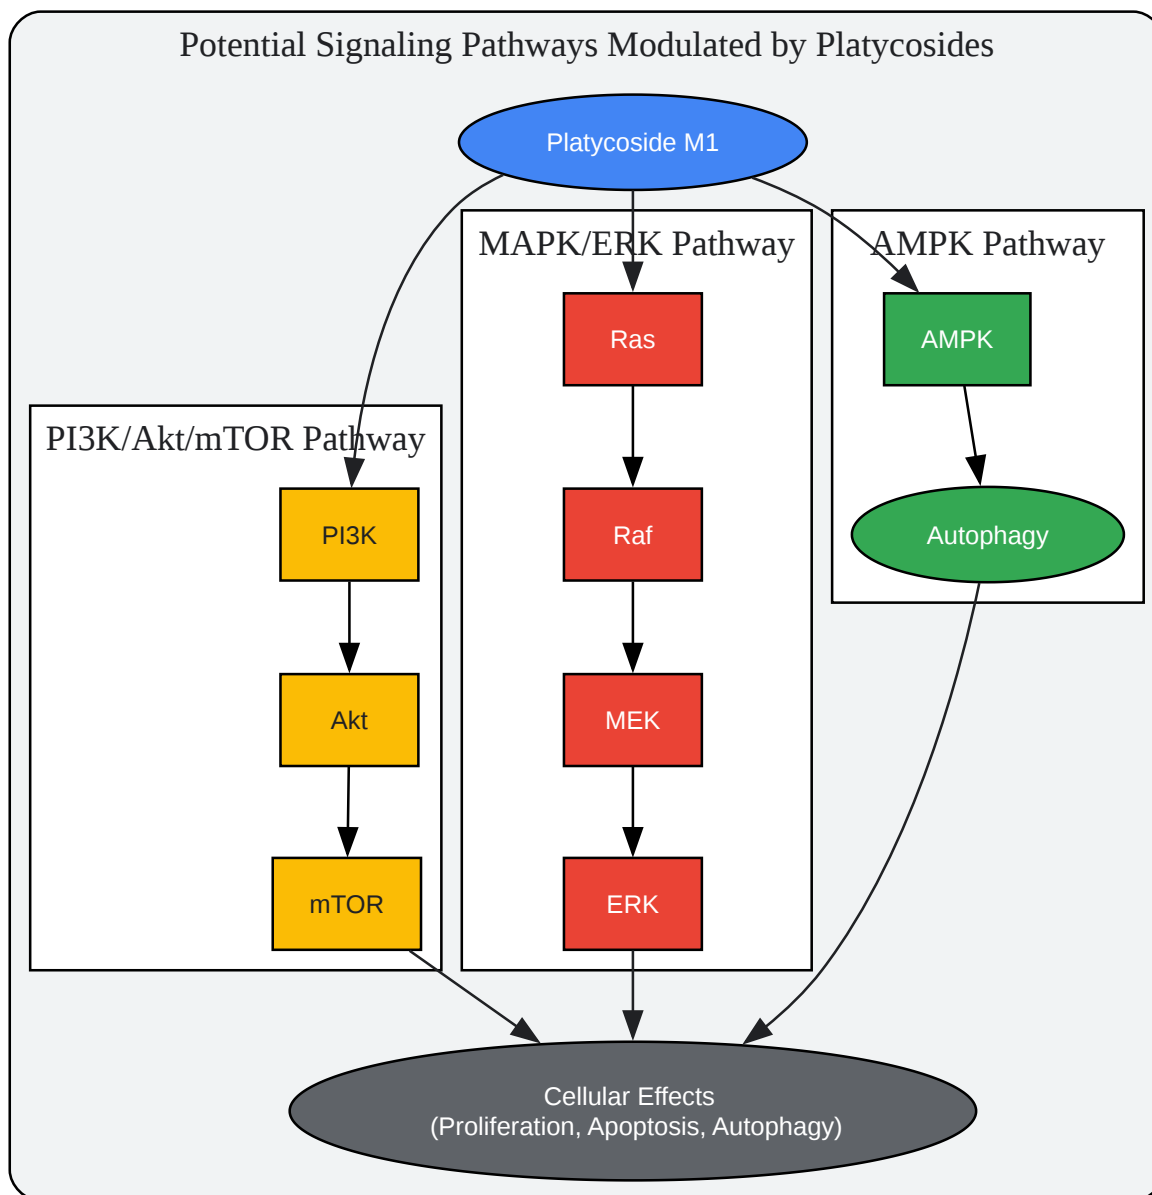 Potential Signaling Pathways Modulated by Platycosides
Platycoside M1
MAPK/ERK Pathway
AMPK Pathway
Ras
AMPK
PI3K/Akt/mTOR Pathway
PI3K
Raf
Autophagy
Akt
MEK
mTOR
ERK
Cellular Effects
(Proliferation, Apoptosis, Autophagy)